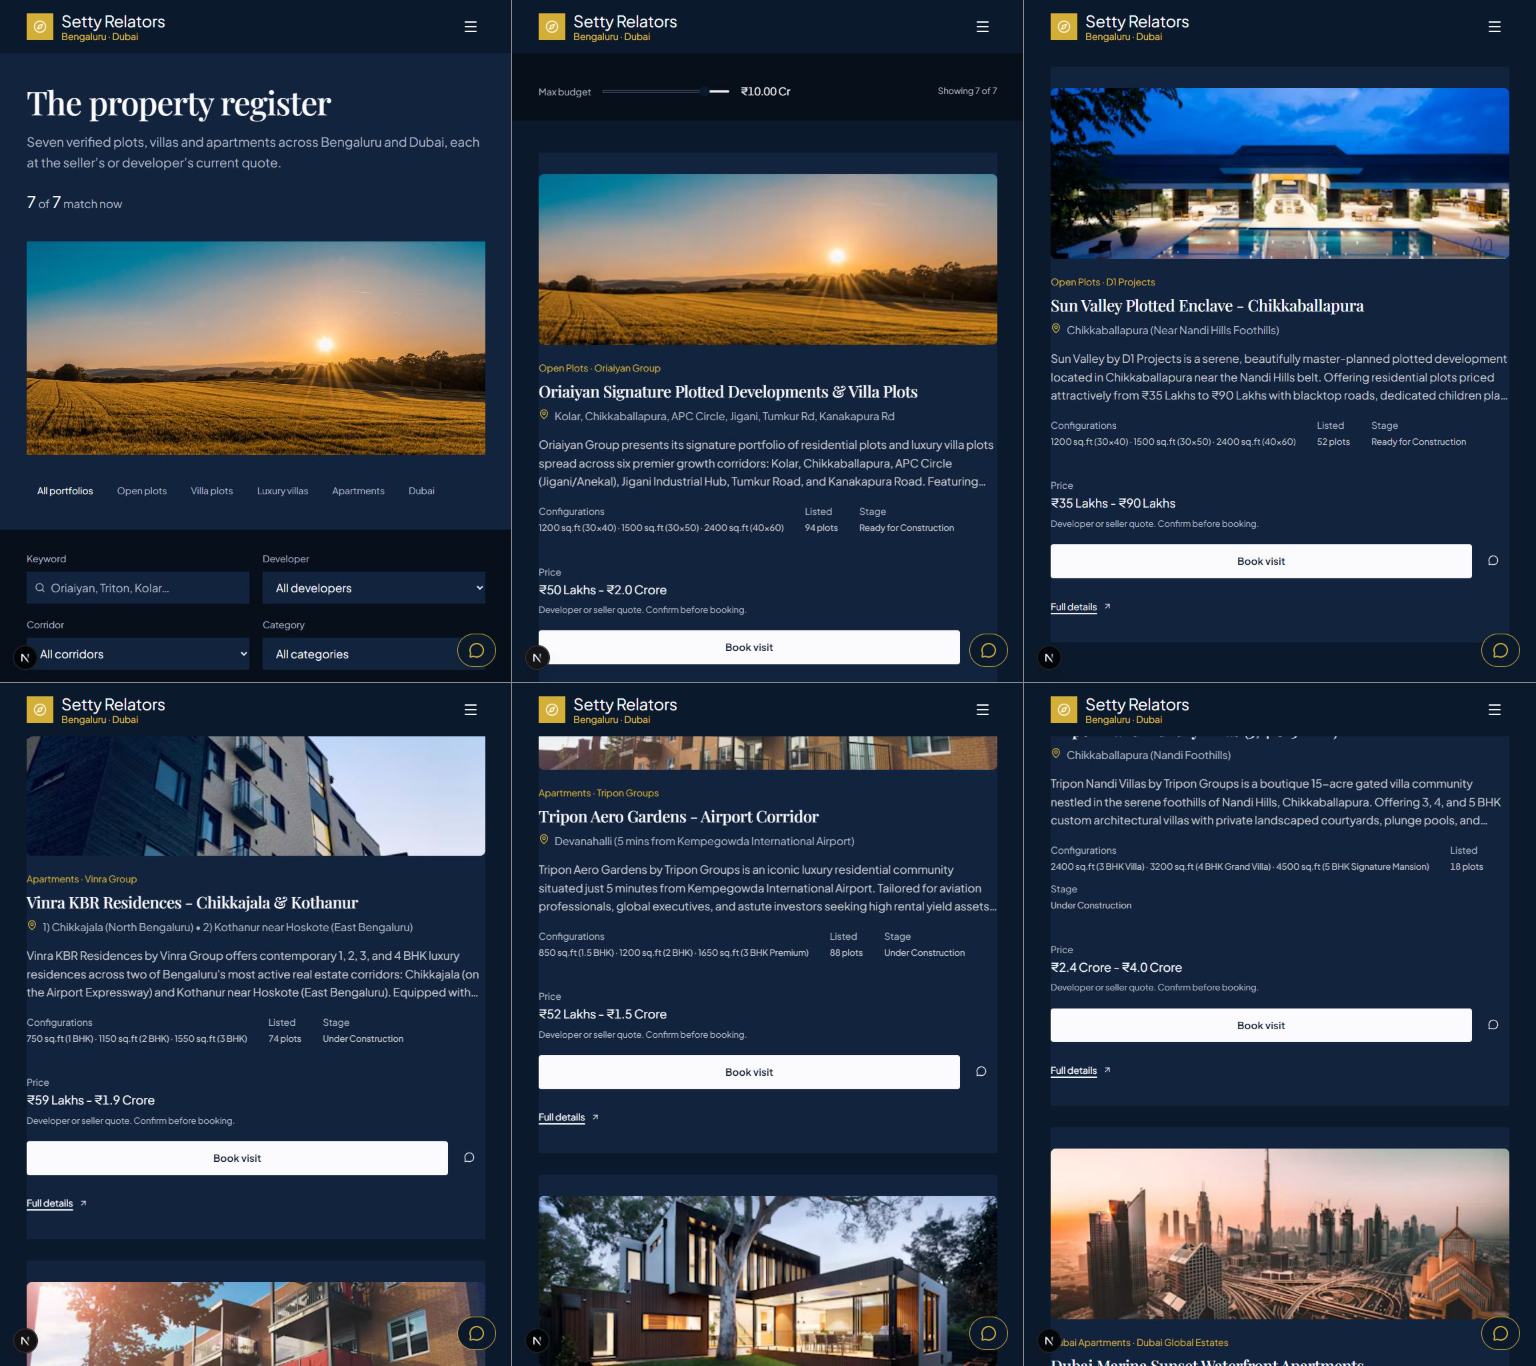 Setty Relators
Bengaluru · Dubai
The property register
Seven verified plots, villas and apartments across Bengaluru and Dubai, each
at the seller's or developer's current quote.
7 of 7 match now
All portfolios Open plots Villa plots Luxury villas Apartments Dubai
Keyword Developer
Oriaiyan, Triton, Kolar... All developers
Corridor Category
All corridors All categories
N
Setty Relators
Bengaluru · Dubai
Max budget ₹10.00 Cr Showing 7 of 7
Open Plots · Oriaiyan Group
Oriaiyan Signature Plotted Developments & Villa Plots
Kolar, Chikkaballapura, APC Circle, Jigani, Tumkur Rd, Kanakapura Rd
Oriaiyan Group presents its signature portfolio of residential plots and luxury villa plots
spread across six premier growth corridors: Kolar, Chikkaballapura, APC Circle
(Jigani/Anekal), Jigani Industrial Hub, Tumkur Road, and Kanakapura Road. Featuring...
Configurations Listed Stage
1200 sq.ft (30×40) · 1500 sq.ft (30×50) · 2400 sq.ft (40×60) 94 plots Ready for Construction
Price
₹50 Lakhs - ₹2.0 Crore
Developer or seller quote. Confirm before booking.
Book visit
N
Setty Relators
Bengaluru · Dubai
Open Plots · D1 Projects
Sun Valley Plotted Enclave - Chikkaballapura
Chikkaballapura (Near Nandi Hills Foothills)
Sun Valley by D1 Projects is a serene, beautifully master-planned plotted development
located in Chikkaballapura near the Nandi Hills belt. Offering residential plots priced
attractively from ₹35 Lakhs to ₹90 Lakhs with blacktop roads, dedicated children pla...
Configurations Listed Stage
1200 sq.ft (30×40) · 1500 sq.ft (30×50) · 2400 sq.ft (40×60) 52 plots Ready for Construction
Price
₹35 Lakhs - ₹90 Lakhs
Developer or seller quote. Confirm before booking.
Book visit
Full details
N
Setty Relators
Bengaluru · Dubai
Apartments · Vinra Group
Vinra KBR Residences - Chikkajala & Kothanur
1) Chikkajala (North Bengaluru) • 2) Kothanur near Hoskote (East Bengaluru)
Vinra KBR Residences by Vinra Group offers contemporary 1, 2, 3, and 4 BHK luxury
residences across two of Bengaluru's most active real estate corridors: Chikkajala (on
the Airport Expressway) and Kothanur near Hoskote (East Bengaluru). Equipped with...
Configurations Listed Stage
750 sq.ft (1 BHK) · 1150 sq.ft (2 BHK) · 1550 sq.ft (3 BHK) 74 plots Under Construction
Price
₹59 Lakhs - ₹1.9 Crore
Developer or seller quote. Confirm before booking.
Book visit
Full details
N
Setty Relators
Bengaluru · Dubai
Apartments · Tripon Groups
Tripon Aero Gardens - Airport Corridor
Devanahalli (5 mins from Kempegowda International Airport)
Tripon Aero Gardens by Tripon Groups is an iconic luxury residential community
situated just 5 minutes from Kempegowda International Airport. Tailored for aviation
professionals, global executives, and astute investors seeking high rental yield assets...
Configurations Listed Stage
850 sq.ft (1.5 BHK) · 1200 sq.ft (2 BHK) · 1650 sq.ft (3 BHK Premium) 88 plots Under Construction
Price
₹52 Lakhs - ₹1.5 Crore
Developer or seller quote. Confirm before booking.
Book visit
Full details
N
Setty Relators
Bengaluru · Dubai
Chikkaballapura (Nandi Foothills)
Tripon Nandi Villas by Tripon Groups is a boutique 15-acre gated villa community
nestled in the serene foothills of Nandi Hills, Chikkaballapura. Offering 3, 4, and 5 BHK
custom architectural villas with private landscaped courtyards, plunge pools, and...
Configurations Listed
2400 sq.ft (3 BHK Villa) · 3200 sq.ft (4 BHK Grand Villa) · 4500 sq.ft (5 BHK Signature Mansion) 18 plots
Stage
Under Construction
Price
₹2.4 Crore - ₹4.0 Crore
Developer or seller quote. Confirm before booking.
Book visit
Full details
N
Dubai Apartments · Dubai Global Estates
Dubai Marina Sunset Waterfront Apartments